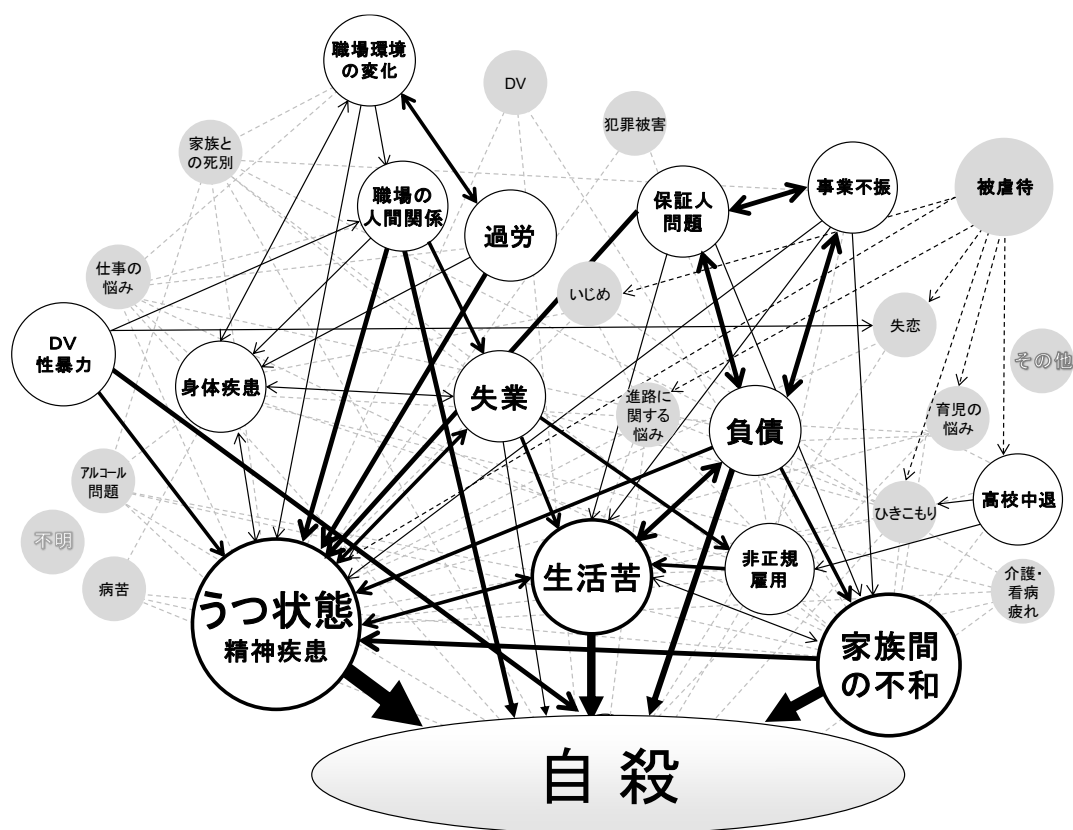 職場環境
の変化
DV
犯罪被害
家族と
の死別
職場の
人間関係
過労
保証人
問題
事業不振
被虐待
仕事の
悩み
いじめ
失恋
DV
性暴力
その他
身体疾患
失業
進路に
関する
悩み
負債
育児の
悩み
アルコール
問題
ひきこもり
高校中退
不明
病苦
うつ状態
精神疾患
生活苦
非正規
雇用
介護・
看病
疲れ
家族間
の不和
自殺